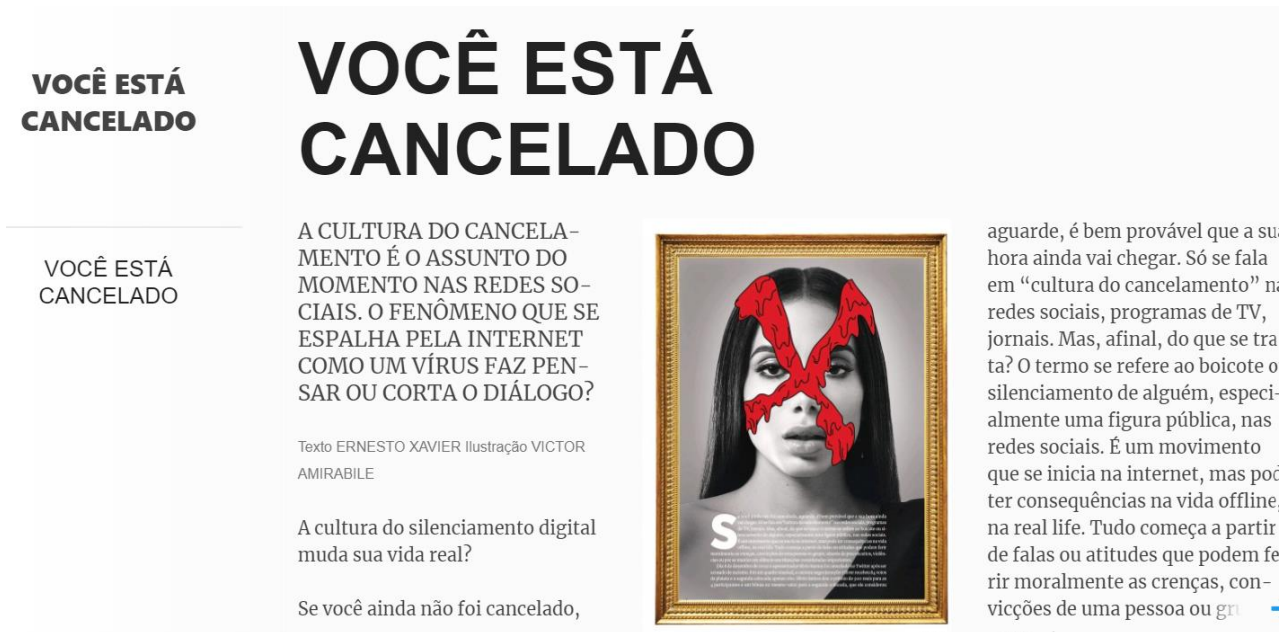 VOCÊ ESTÁ
CANCELADO
VOCÊ ESTÁ
CANCELADO
VOCÊ ESTÁ
CANCELADO
A CULTURA DO CANCELA-
MENTO É O ASSUNTO DO
MOMENTO NAS REDES SO-
CIAIS. O FENÔMENO QUE SE
ESPALHA PELA INTERNET
COMO UM VÍRUS FAZ PEN-
SAR OU CORTA O DIÁLOGO?
Texto ERNESTO XAVIER Ilustração VICTOR
AMIRABILE
A cultura do silenciamento digital
muda sua vida real?
Se você ainda não foi cancelado,
S
aguarde, é bem provável que a
hora ainda vai chegar. Só se fala
em “cultura do cancelamento”
redes sociais, programas de TV,
jornais. Mas, afinal, do que se tra
ta? O termo se refere ao boicote
silenciamento de alguém, especi-
almente uma figura pública, nas
redes sociais. É um movimento
que se inicia na internet, mas
ter consequências na vida offline,
na real life. Tudo começa a partir
de falas ou atitudes que podem fe
rir moralmente as crenças, con-
vicções de uma pessoa ou